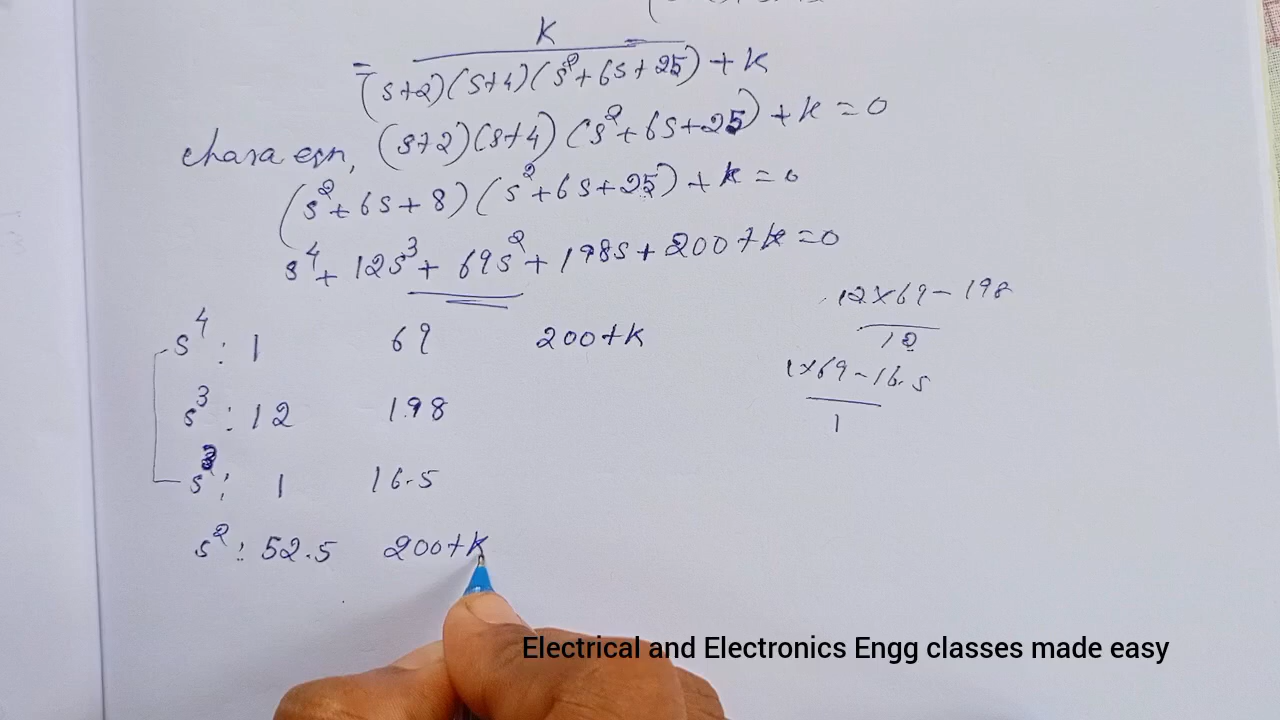 K
= (s+2)(s+4)(s²+6s+25)+k
chara eqn, (s+2)(s+4)(s²+6s+25)+k=0
(s²+6s+8)(s²+6s+25)+k=0
s⁴+12s³+69s²+198s+200+k=0
s⁴: 1 69 200+k
s³: 12 198
s³: 1 16.5
s²: 52.5 200+k
12×69-198
12
1×69-16.5
1
Electrical and Electronics Engg classes made easy